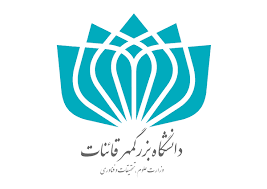 دانشگاه بزرگمهر قائنات
وزارت علوم، تحقیقات و فناوری